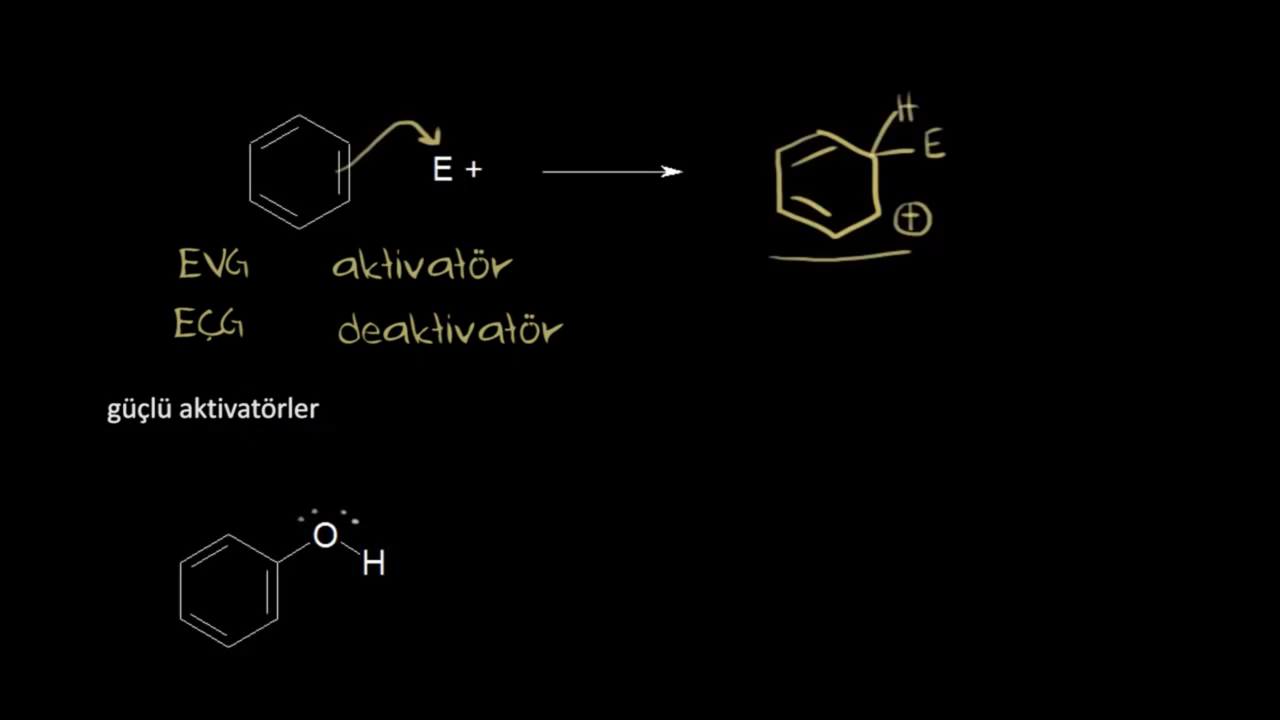 H
E
E +
+
EVG aktivatör
EÇG deaktivatör
güçlü aktivatörler
O
H